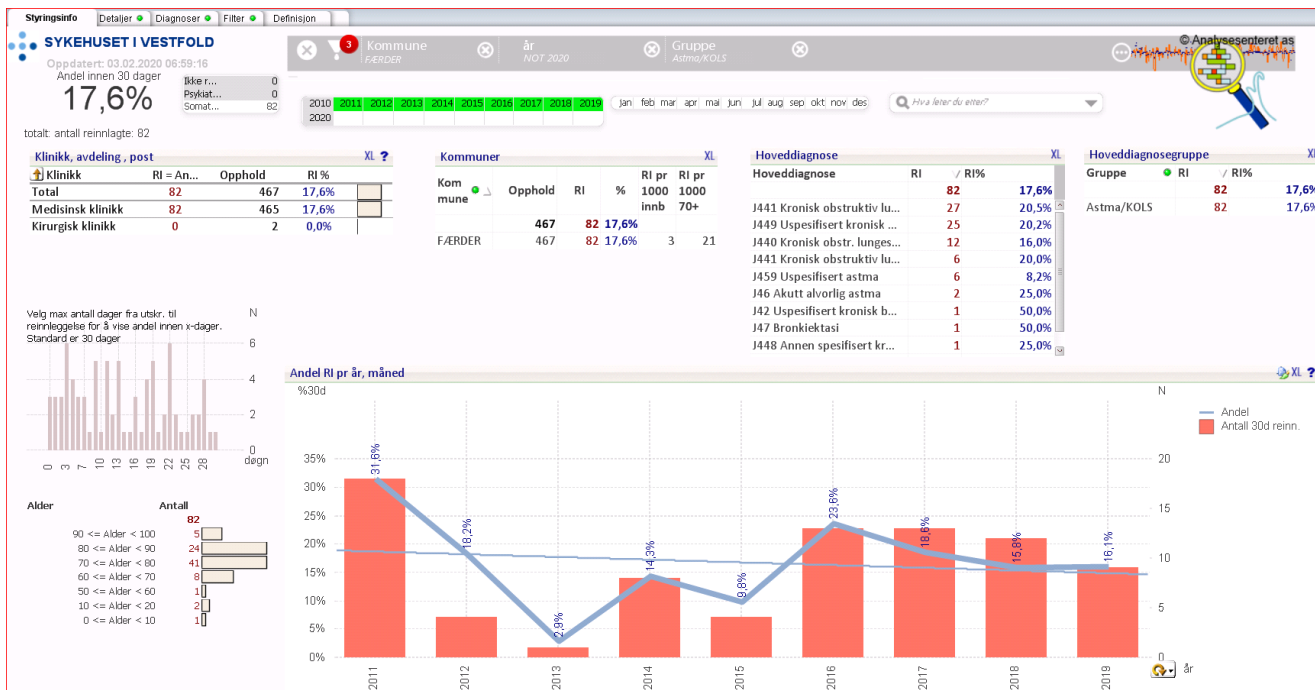 Styringsinfo Detaljer Diagnoser Filter Definisjon
SYKEHUSET I VESTFOLD
Oppdatert: 03.02.2020 06:59:16
Andel innen 30 dager
17,6%
Ikke r... 0
Psykiat... 0
Somat... 82
totalt: antall reinnlagte: 82
3
Kommune
FÆRDER
år
NOT 2020
Gruppe
Astma/KOLS
© Analysesenteret as
2010 2011 2012 2013 2014 2015 2016 2017 2018 2019
2020
jan feb mar apr mai jun jul aug sep okt nov des
Hva leter du etter?
Klinikk, avdeling , post XL ?
Klinikk RI = An... Opphold RI %
Total 82 467 17,6%
Medisinsk klinikk 82 465 17,6%
Kirurgisk klinikk 0 2 0,0%
Kommuner XL
Kom mune Opphold RI % RI pr 1000 innb RI pr 1000 70+
467 82 17,6%
FÆRDER 467 82 17,6% 3 21
Hoveddiagnose XL
Hoveddiagnose RI / RI%
82 17,6%
J441 Kronisk obstruktiv lu... 27 20,5%
J449 Uspesifisert kronisk ... 25 20,2%
J440 Kronisk obstr. lunges... 12 16,0%
J441 Kronisk obstruktiv lu... 6 20,0%
J459 Uspesifisert astma 6 8,2%
J46 Akutt alvorlig astma 2 25,0%
J42 Uspesifisert kronisk b... 1 50,0%
J47 Bronkiektasi 1 50,0%
J448 Annen spesifisert kr... 1 25,0%
Hoveddiagnosegruppe
Gruppe RI / RI%
82 17,6%
Astma/KOLS 82 17,6%
Velg max antall dager fra utskr. til
reinnleggelse for å vise andel innen x-dager.
Standard er 30 dager
N
6
4
2
0
0 3 7 10 13 16 19 22 25 28
døgn
Alder Antall
82
90 <= Alder < 100 5
80 <= Alder < 90 24
70 <= Alder < 80 41
60 <= Alder < 70 8
50 <= Alder < 60 1
10 <= Alder < 20 2
0 <= Alder < 10 1
Andel RI pr år, måned XL ?
%30d
N
35%
30%
25%
20%
15%
10%
5%
0%
31,6%
18,2%
2,9%
14,3%
9,8%
23,6%
18,6%
15,8%
16,1%
20
15
10
5
0
2011 2012 2013 2014 2015 2016 2017 2018 2019
år
Andel
Antall 30d reinn.